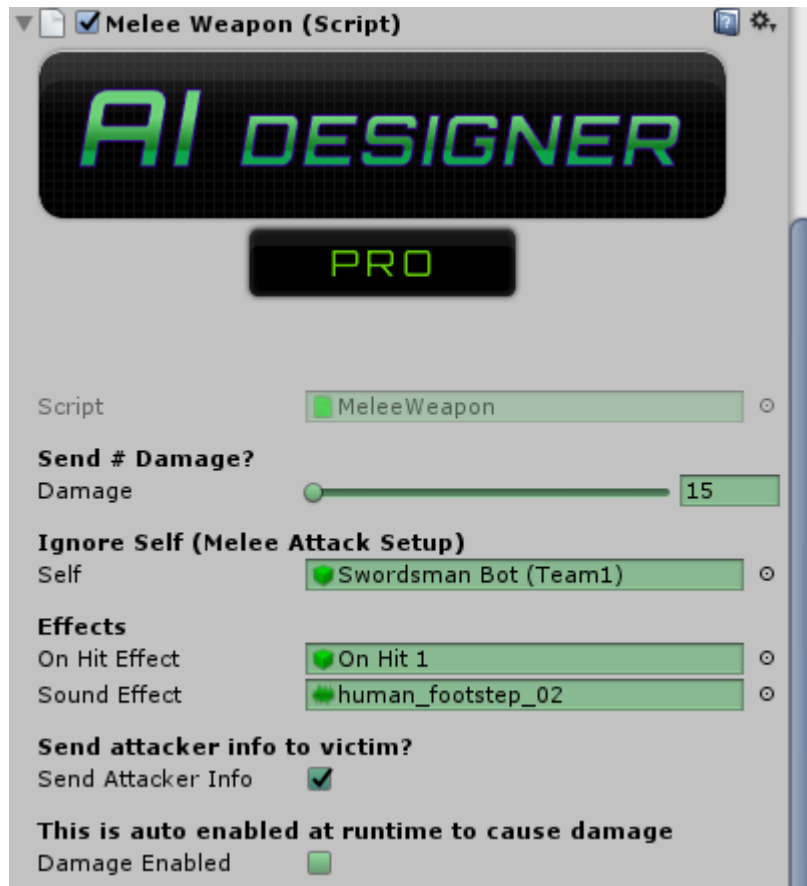 Melee Weapon (Script)
AI DESIGNER
PRO
Script MeleeWeapon
Send # Damage?
Damage 15
Ignore Self (Melee Attack Setup)
Self Swordsman Bot (Team1)
Effects
On Hit Effect On Hit 1
Sound Effect human_footstep_02
Send attacker info to victim?
Send Attacker Info
This is auto enabled at runtime to cause damage
Damage Enabled